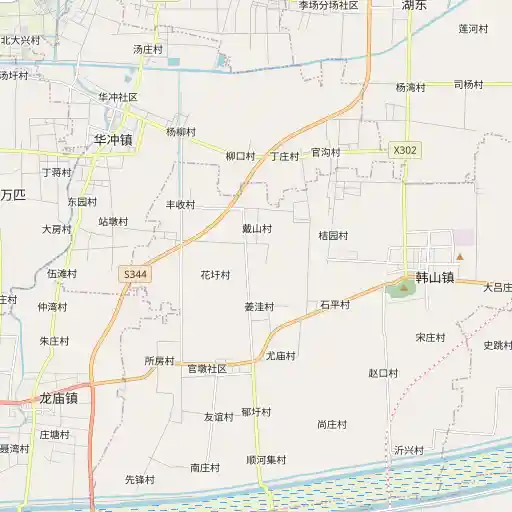 李场分场社区
湖东
莲河村
北大兴村
汤庄村
汤圩村
司杨村
杨湾村
华冲社区
杨柳村
华冲镇
X302
柳口村
丁庄村
官沟村
丁蒋村
万匹
东园村
丰收村
站墩村
大房村
戴山村
桔园村
伍滩村
S344
花圩村
韩山镇
大吕庄
庄村
仲湾村
姜洼村
石平村
朱庄村
宋庄村
史跳村
所房村
官墩社区
尤庙村
赵口村
龙庙镇
友谊村
郇圩村
尚庄村
庄塘村
聂湾村
沂兴村
南庄村
顺河集村
先锋村